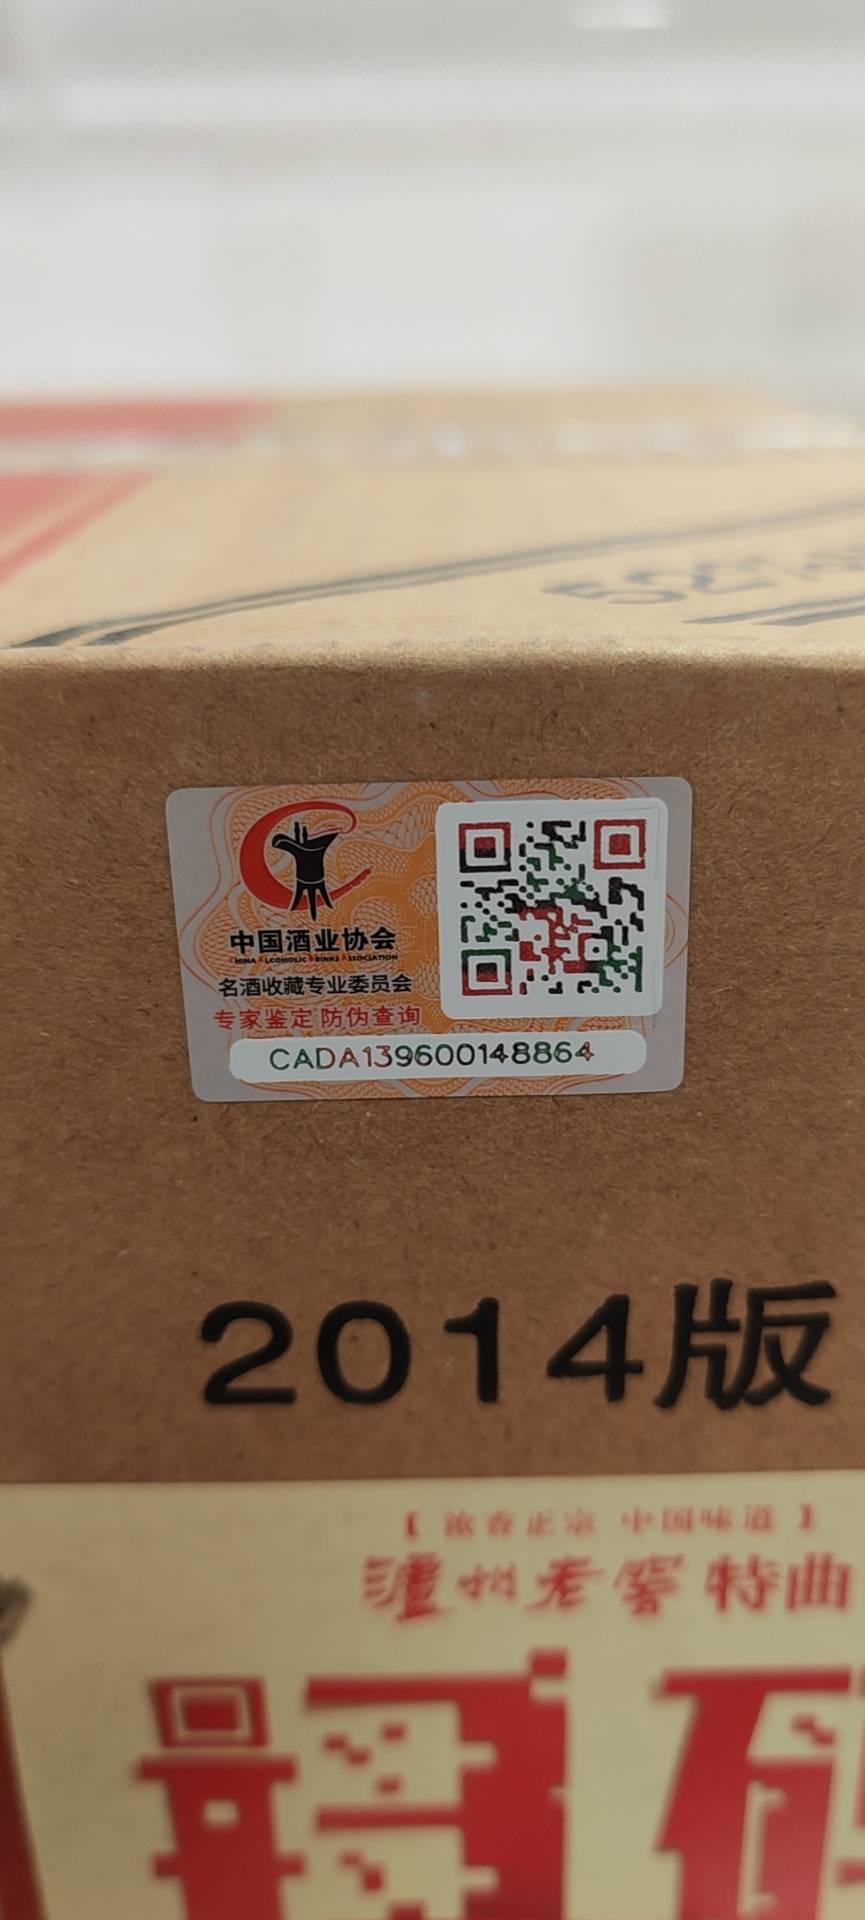 52%
中国酒业协会
CHINA ALCOHOLIC DRINKS ASSOCIATION
名酒收藏专业委员会
专家鉴定 防伪查询
CADA139600148864
2014版
【 浓香正宗 中国味道 】
泸州老窖特曲